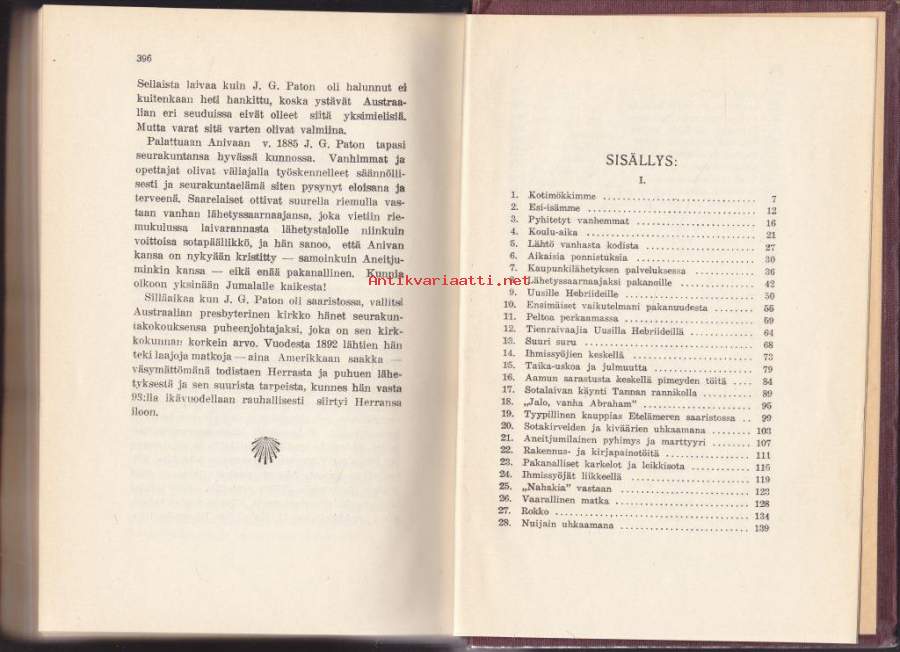 396
Sellaista laivaa kuin J. G. Paton oli halunnut ei
kuitenkaan heti hankittu, koska ystävät Austraa-
lian eri seuduissa eivät olleet siitä yksimielisiä.
Mutta varat sitä varten olivat valmiina.
Palattuaan Anivaan v. 1885 J. G. Paton tapasi
seurakuntansa hyvässä kunnossa. Vanhimmat ja
opettajat olivat väliajalla työskennelleet säännölli-
sesti ja seurakuntaelämä siten pysynyt eloisana ja
terveenä. Saarelaiset ottivat suurella riemulla vas-
taan vanhan lähetyssaarnaajansa, joka vietiin rie-
mukulussa laivarannasta lähetystalolle niinkuin
voittoisa sotapäällikkö, ja hän sanoo, että Anivan
kansa on nykyään kristitty — samoinkuin Aneitju-
minkin kansa — eikä enää pakanallinen. Kunnia
olkoon yksinään Jumalalle kaikesta!
Silläaikaa kun J. G. Paton oli saaristossa, vallitsi
Australian presbyterinen kirkko hänet seurakun-
takokouksensa puheenjohtajaksi, joka on sen kirk-
kokunnan korkein arvo. Vuodesta 1892 lähtien hän
teki laajoja matkoja — aina Amerikkaan saakka —
väsymättömänä todistaen Herrasta ja puhuen lähe-
tyksestä ja sen suurista tarpeista, kunnes hän vasta
93:lla ikävuodellaan rauhallisesti siirtyi Herransa
iloon.
Antikvariaatti.net
SISÄLLYS:
I.
1. Kotimökkimme 7
2. Esi-isämme 12
3. Pyhitetyt vanhemmat 16
4. Koulu-aika 21
5. Lähtö vanhasta kodista 27
6. Aikaisia ponnistuksia 30
7. Kaupunkilähetyksen palveluksessa 36
8. Lähetyssaarnaajaksi pakanoille 42
9. Uusille Hebriideille 50
10. Ensimäiset vaikutelmani pakanuudesta 55
11. Peltoa perkaamassa 59
12. Tienraivaajia Uusilla Hebriideillä 64
13. Suuri suru 68
14. Ihmissyöjien keskellä 73
15. Taika-uskoa ja julmuutta 79
16. Aamun sarastusta keskellä pimeyden töitä 84
17. Sotalaivan käynti Tannan rannikolla 89
18. „Jalo, vanha Abraham” 95
19. Tyypillinen kauppias Etelämeren saaristossa 99
20. Sotakirveiden ja kiväärien uhkaamana 103
21. Aneitjumilainen pyhimys ja marttyyri 107
22. Rakennus- ja kirjapainotöitä 111
23. Pakanalliset karkelot ja leikkisota 115
24. Ihmissyöjät liikkeellä 119
25. „Nahakia” vastaan 123
26. Vaarallinen matka 128
27. Rokko 134
28. Nuijain uhkaamana 139